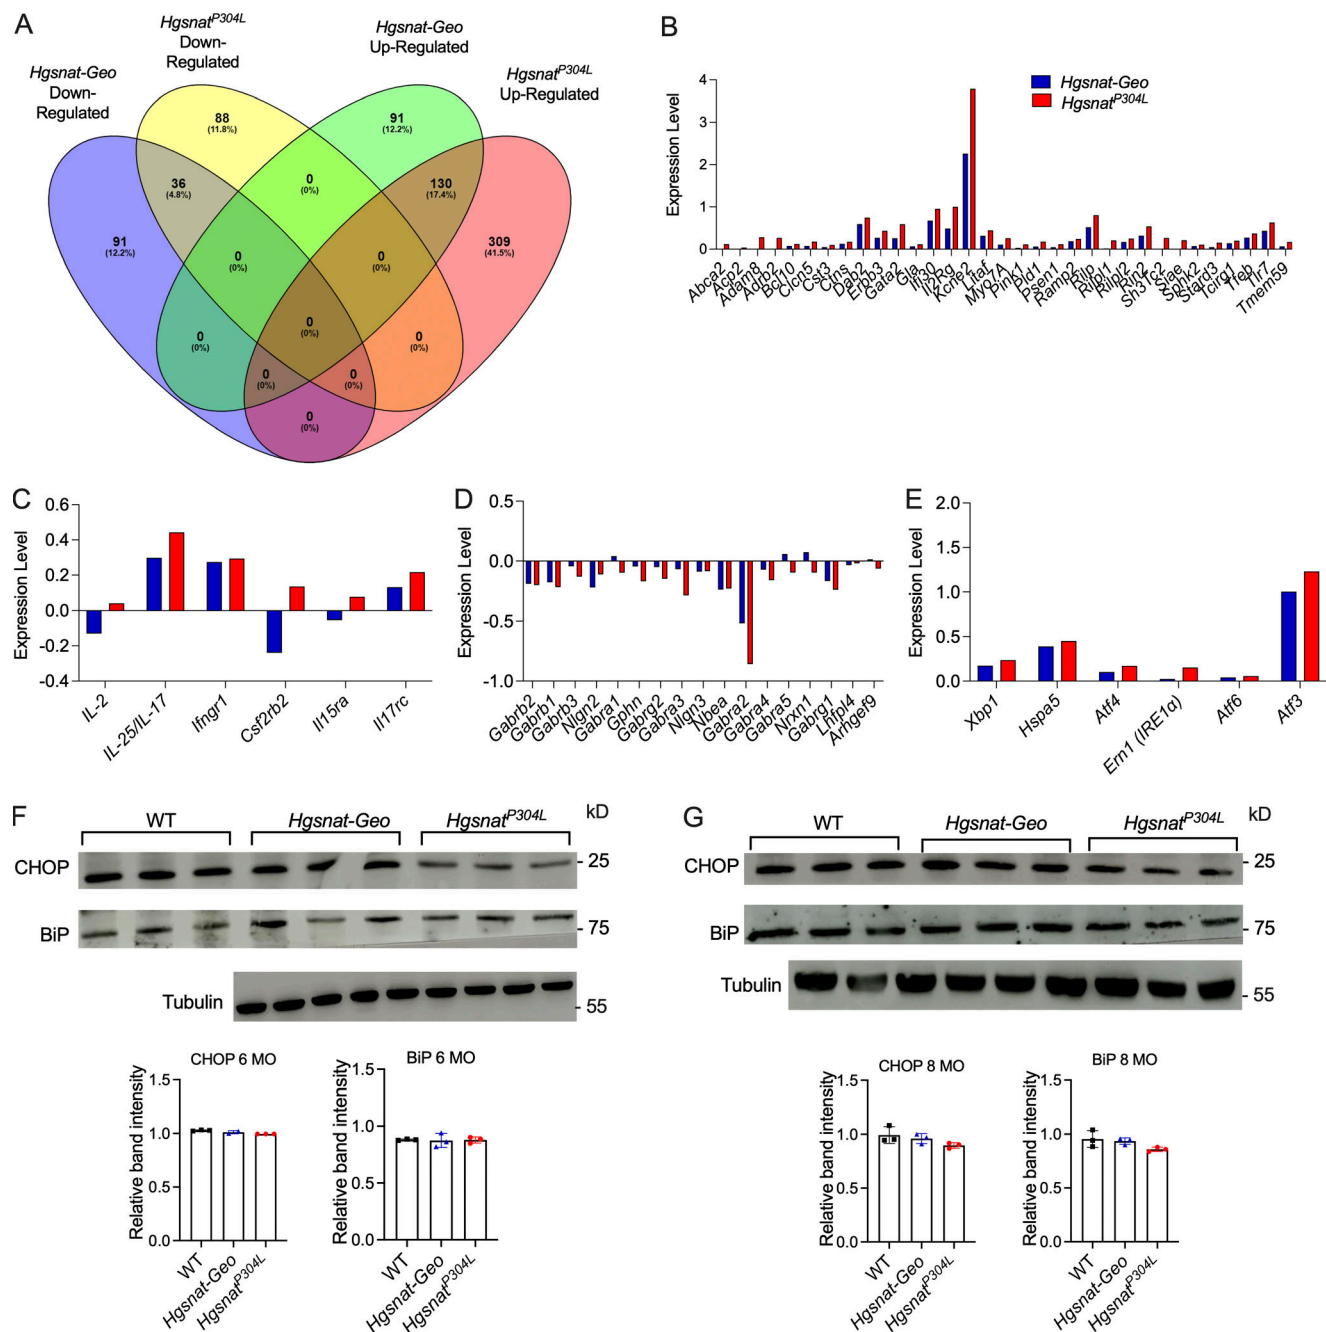 A
Hgsnat-Geo
Down-
Regulated
Hgsnat^P304L
Down-
Regulated
Hgsnat-Geo
Up-Regulated
Hgsnat^P304L
Up-Regulated
88
(11.8%)
91
(12.2%)
36
(4.8%)
0
(0%)
130
(17.4%)
91
(12.2%)
309
(41.5%)
0
(0%)
0
(0%)
0
(0%)
0
(0%)
0
(0%)
0
(0%)
0
(0%)
0
(0%)
B
Expression Level
4
3
2
1
0
Hgsnat-Geo
Hgsnat^P304L
Abca2
Acp2
Adam8
Adrb2
Bcl10
Clcn5
Cst3
Ctns
Dab2
Erpb3
Gata2
Gla
Ifi30
Il2Rg
Kcne2
Litaf
Myo7A
Pink1
Pld1
Psen1
Ramp2
Rilp
Rilpl1
Rilpl2
Rin2
Sh3Tc2
Siae
Sphk2
Stard3
Tcirg1
Tfeb
Tlr7
Tmem59
C
Expression Level
0.6
0.4
0.2
0.0
-0.2
-0.4
IL-2
IL-25/IL-17
Ifngr1
Csf2rb2
Il15ra
Il17rc
D
Expression Level
0.5
0.0
-0.5
-1.0
Gabrb2
Gabrb1
Gabrb3
Nlgn2
Gabra1
Gphn
Gabrg2
Gabra3
Nlgn3
Nbea
Gabra2
Gabra4
Gabra5
Nrxn1
Gabrg1
Lhfpl4
Arhgef9
E
Expression Level
2.0
1.5
1.0
0.5
0.0
Xbp1
Hspa5
Atf4
Ern1 (IRE1α)
Atf6
Atf3
F
WT
Hgsnat-Geo
Hgsnat^P304L
kD
CHOP
25
BiP
75
Tubulin
55
CHOP 6 MO
Relative band intensity
1.5
1.0
0.5
0.0
WT
Hgsnat-Geo
Hgsnat^P304L
BiP 6 MO
Relative band intensity
1.5
1.0
0.5
0.0
WT
Hgsnat-Geo
Hgsnat^P304L
G
WT
Hgsnat-Geo
Hgsnat^P304L
kD
CHOP
25
BiP
75
Tubulin
55
CHOP 8 MO
Relative band intensity
1.5
1.0
0.5
0.0
WT
Hgsnat-Geo
Hgsnat^P304L
BiP 8 MO
Relative band intensity
1.5
1.0
0.5
0.0
WT
Hgsnat-Geo
Hgsnat^P304L